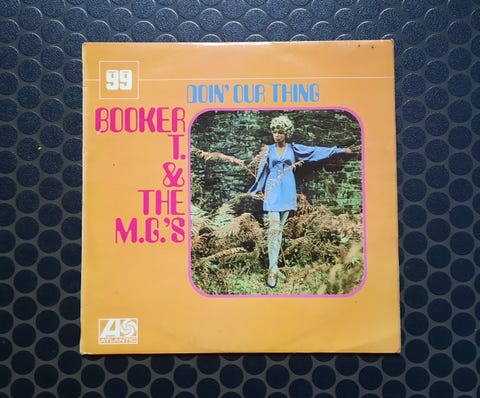 99
DOIN' OUR THING
BOOKER
T.
&
THE
M.G.'S
ATLANTIC